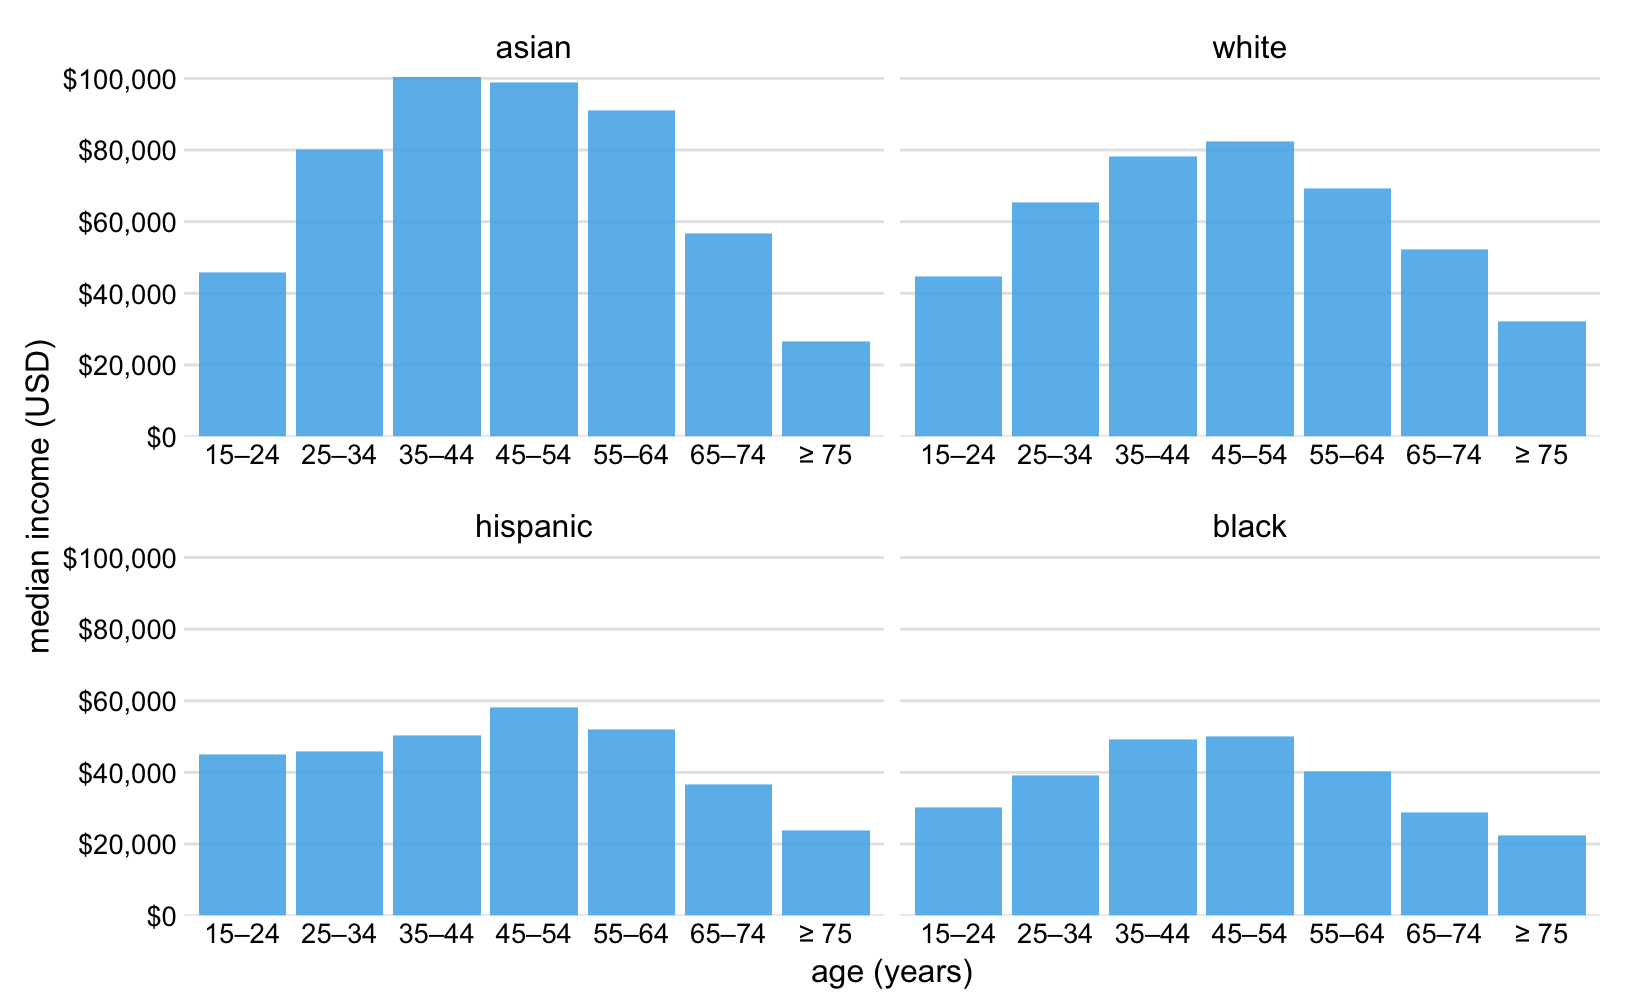 asian
white
$100,000
$80,000
$60,000
$40,000
$20,000
$0
15–24 25–34 35–44 45–54 55–64 65–74 ≥ 75
15–24 25–34 35–44 45–54 55–64 65–74 ≥ 75
median income (USD)
hispanic
black
$100,000
$80,000
$60,000
$40,000
$20,000
$0
15–24 25–34 35–44 45–54 55–64 65–74 ≥ 75
15–24 25–34 35–44 45–54 55–64 65–74 ≥ 75
age (years)